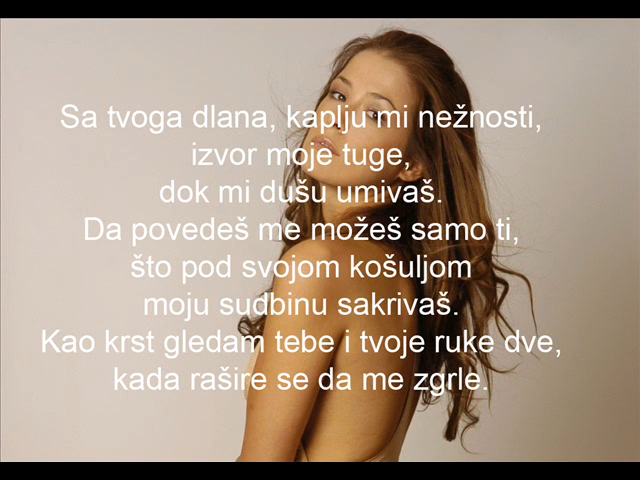 Sa tvoga dlana, kaplju mi nežnosti,
izvor moje tuge,
dok mi dušu umivaš.
Da povedeš me možeš samo ti,
što pod svojom košuljom
moju sudbinu sakrivaš.
Kao krst gledam tebe i tvoje ruke dve,
kada rašire se da me zgrle.